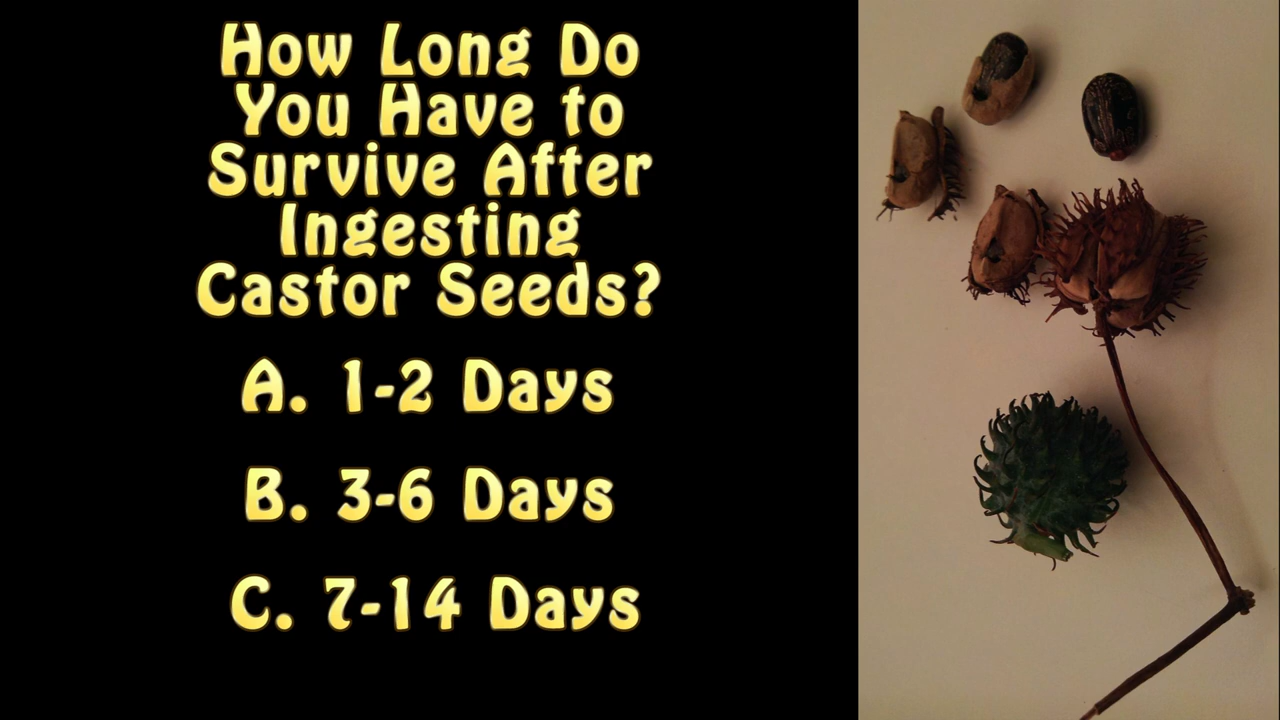 How Long Do
You Have to
Survive After
Ingesting
Castor Seeds?
A. 1-2 Days
B. 3-6 Days
C. 7-14 Days